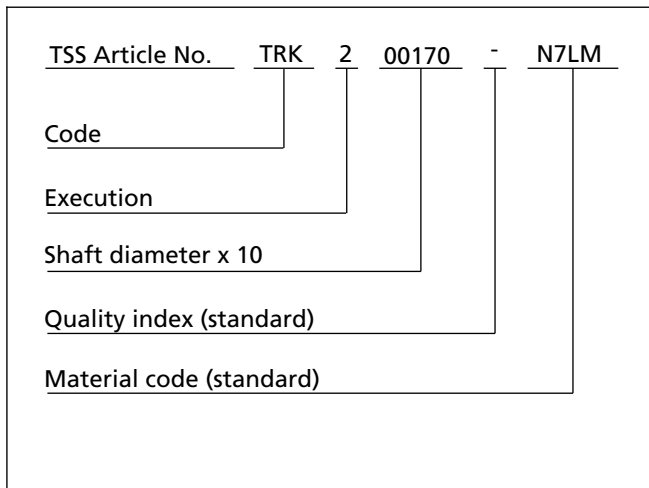 TSS Article No. TRK 2 00170 - N7LM
Code
Execution
Shaft diameter x 10
Quality index (standard)
Material code (standard)